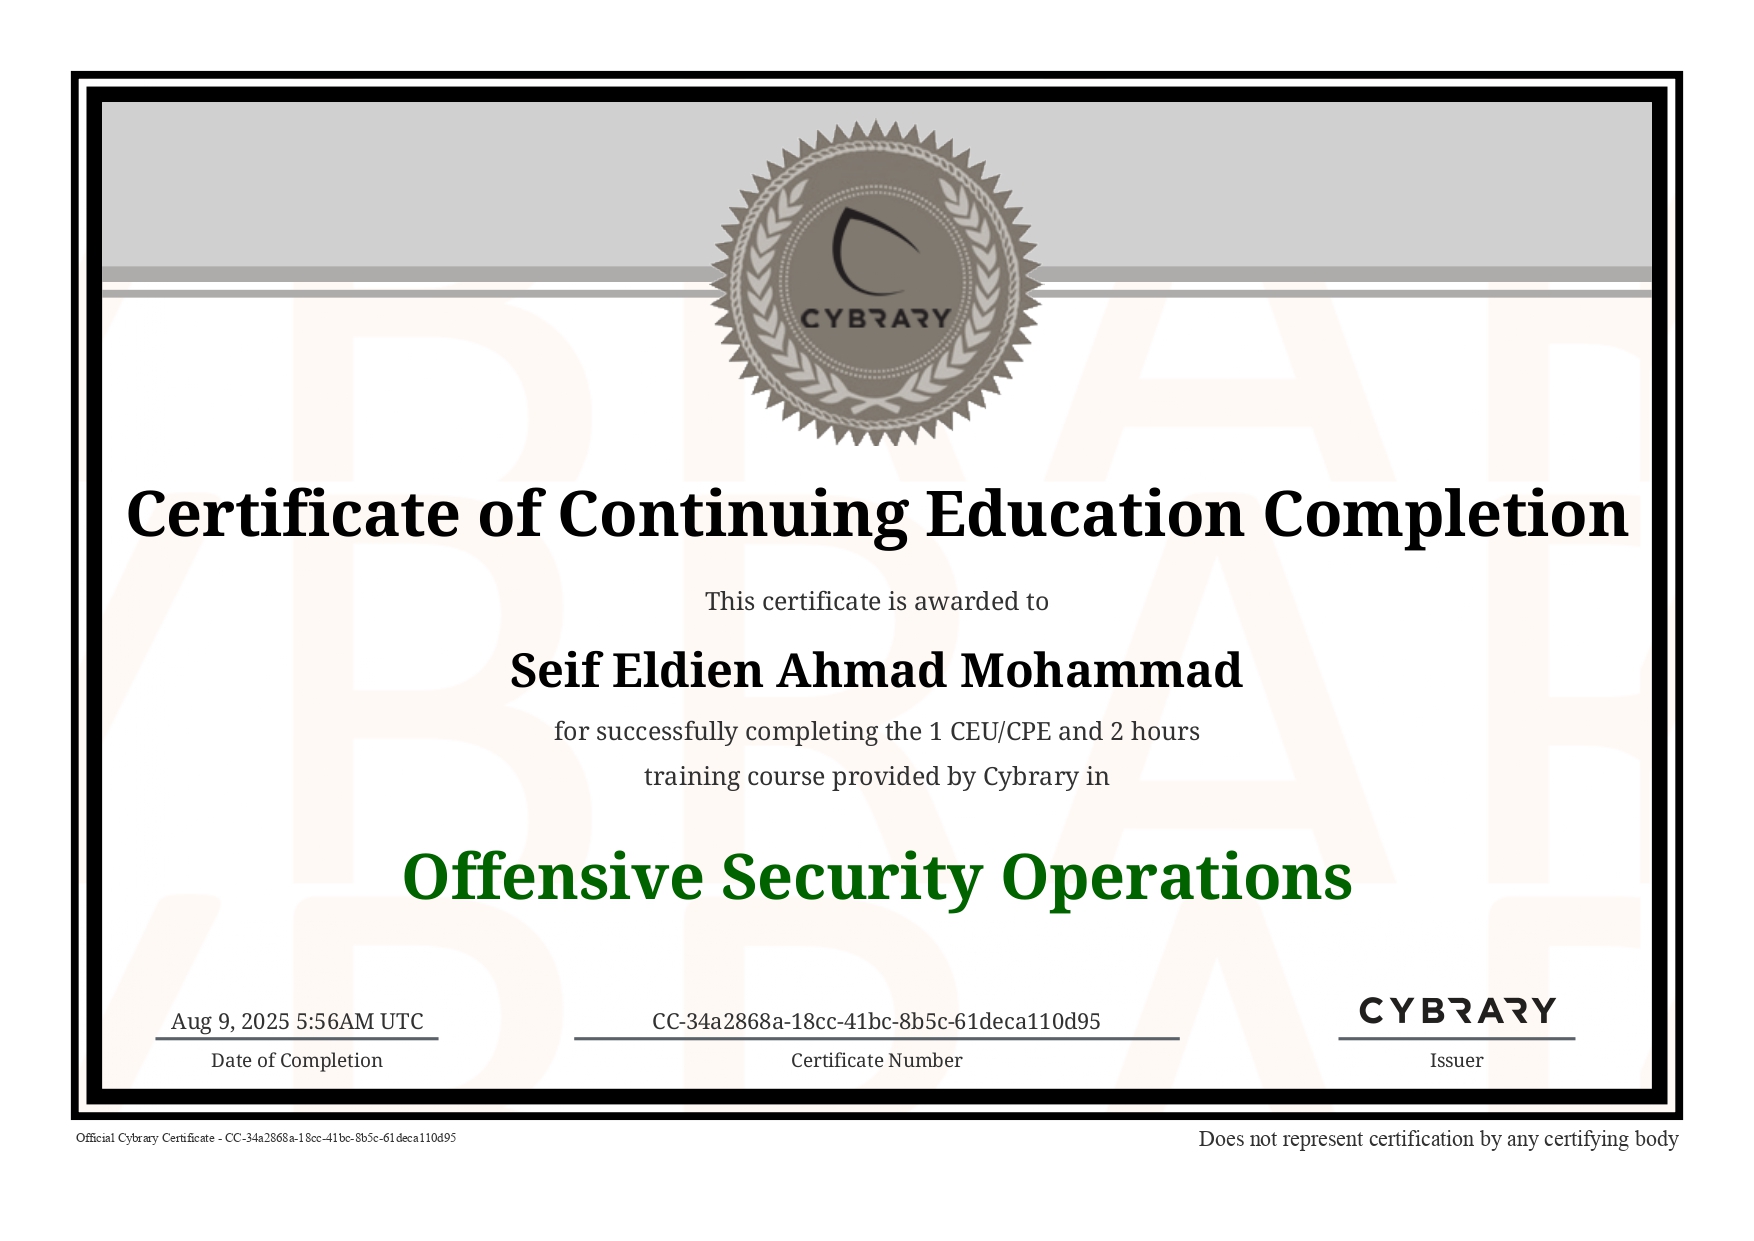 CYBRARY
Certificate of Continuing Education Completion
This certificate is awarded to
Seif Eldien Ahmad Mohammad
for successfully completing the 1 CEU/CPE and 2 hours
training course provided by Cybrary in
Offensive Security Operations
Aug 9, 2025 5:56AM UTC
Date of Completion
CC-34a2868a-18cc-41bc-8b5c-61deca110d95
Certificate Number
CYBRARY
Issuer
Official Cybrary Certificate - CC-34a2868a-18cc-41bc-8b5c-61deca110d95
Does not represent certification by any certifying body